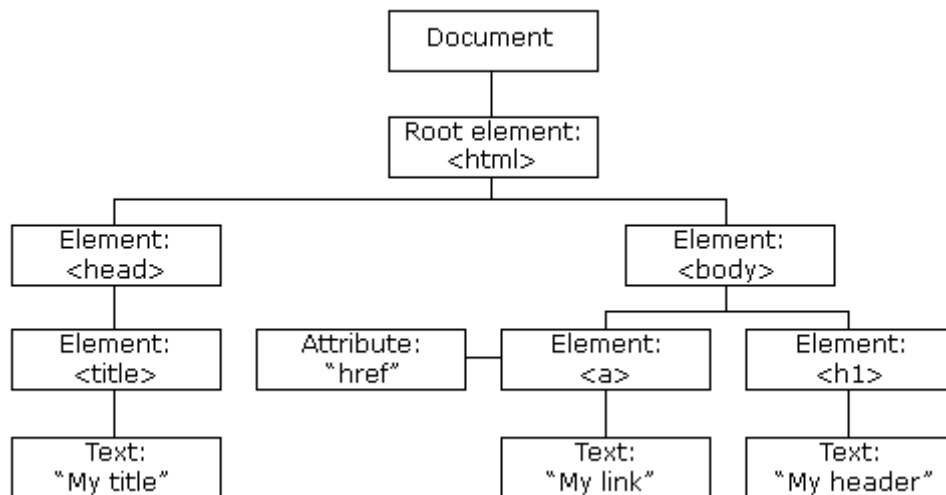 Document
Root element:
<html>
Element:
<head>
Element:
<body>
Element:
<title>
Attribute:
“href”
Element:
<a>
Element:
<h1>
Text:
“My title”
Text:
“My link”
Text:
“My header”